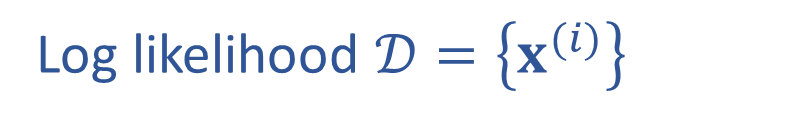 Log likelihood 𝒟 = {𝐱⁽ⁱ⁾}